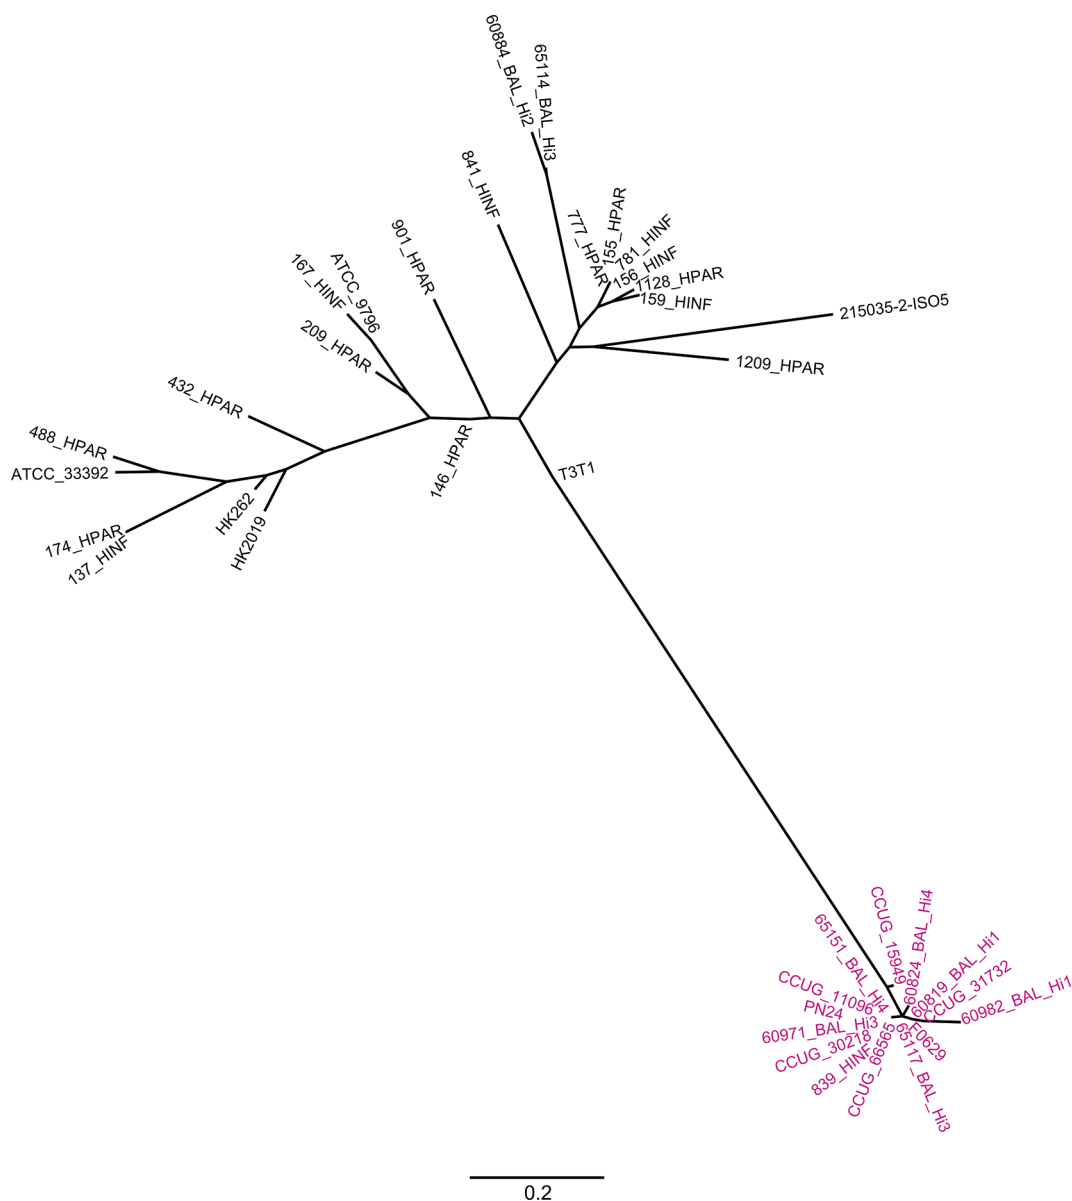 60884_BAL_Hi2
65114_BAL_Hi3
841_HINF
777_HPAR
155_HPAR
781_HINF
156_HINF
1128_HPAR
159_HINF
215035-2-ISO5
1209_HPAR
901_HPAR
ATCC_9796
167_HINF
209_HPAR
432_HPAR
488_HPAR
ATCC_33392
174_HPAR
137_HINF
HK262
HK2019
146_HPAR
T3T1
CCUG_15949
60824_BAL_Hi4
65151_BAL_Hi4
60819_BAL_Hi1
CCUG_31732
60982_BAL_Hi1
CCUG_11096
PN24
60971_BAL_Hi3
CCUG_30218
839_HINF
CCUG_66565
65117_BAL_Hi3
F0629
0.2